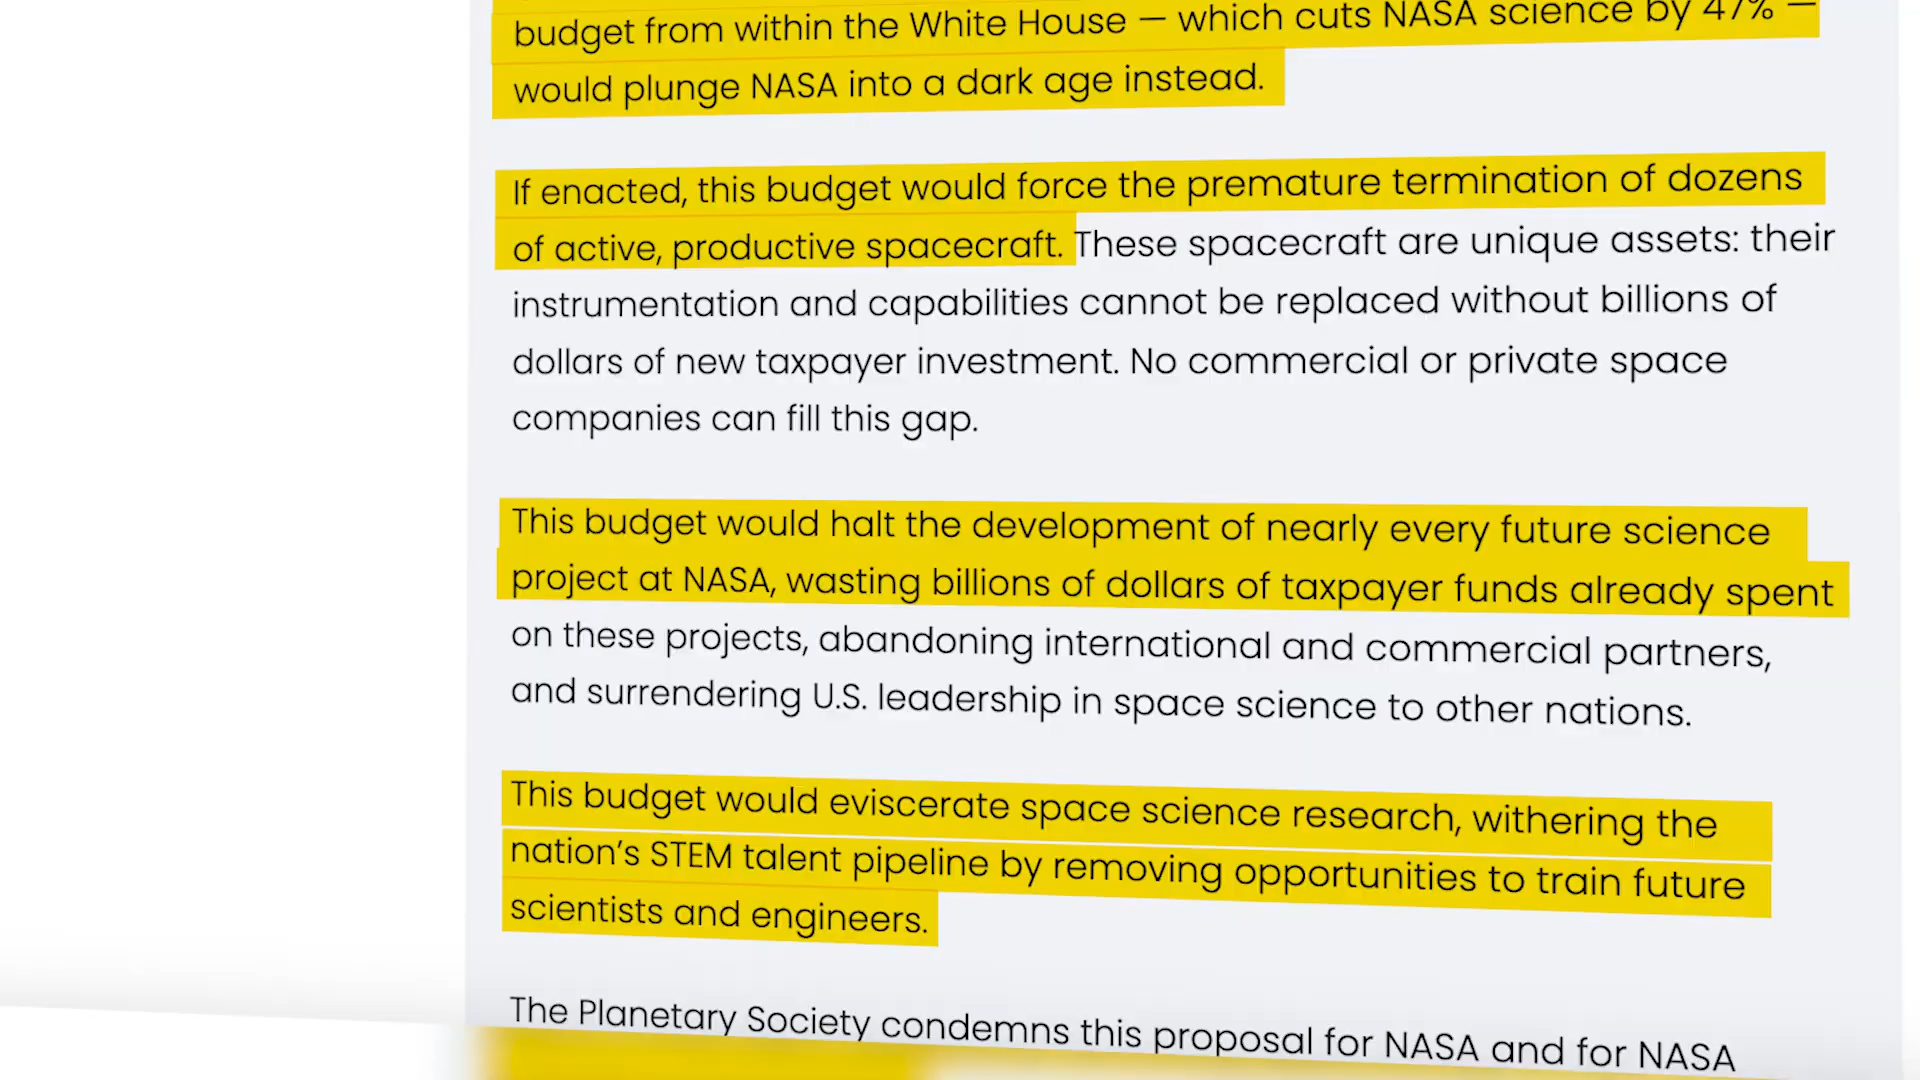 budget from within the White House — which cuts NASA science by 47% —
would plunge NASA into a dark age instead.
If enacted, this budget would force the premature termination of dozens
of active, productive spacecraft. These spacecraft are unique assets: their
instrumentation and capabilities cannot be replaced without billions of
dollars of new taxpayer investment. No commercial or private space
companies can fill this gap.
This budget would halt the development of nearly every future science
project at NASA, wasting billions of dollars of taxpayer funds already spent
on these projects, abandoning international and commercial partners,
and surrendering U.S. leadership in space science to other nations.
This budget would eviscerate space science research, withering the
nation’s STEM talent pipeline by removing opportunities to train future
scientists and engineers.
The Planetary Society condemns this proposal for NASA and for NASA